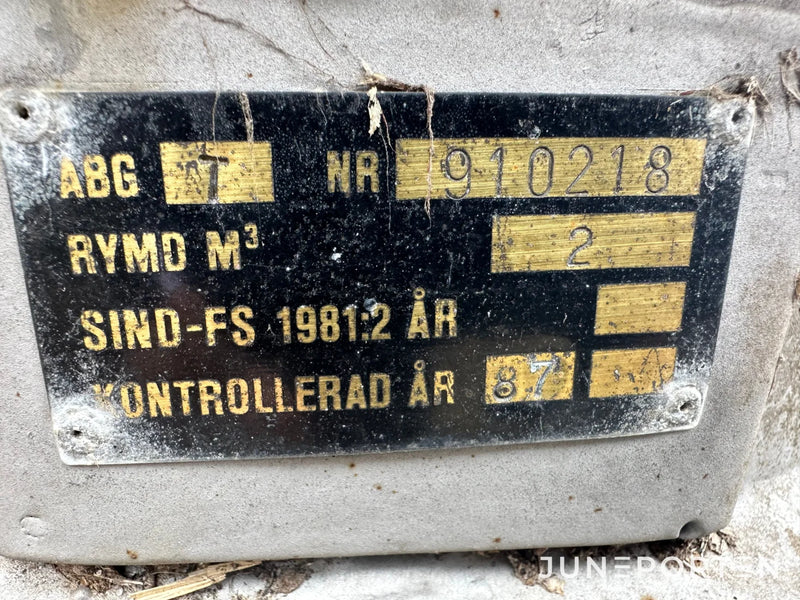 ABG 7 NR 910218
RYMD M³ 2
SIND-FS 1981:2 ÅR
KONTROLLERAD ÅR 87
JUNEPORTEN